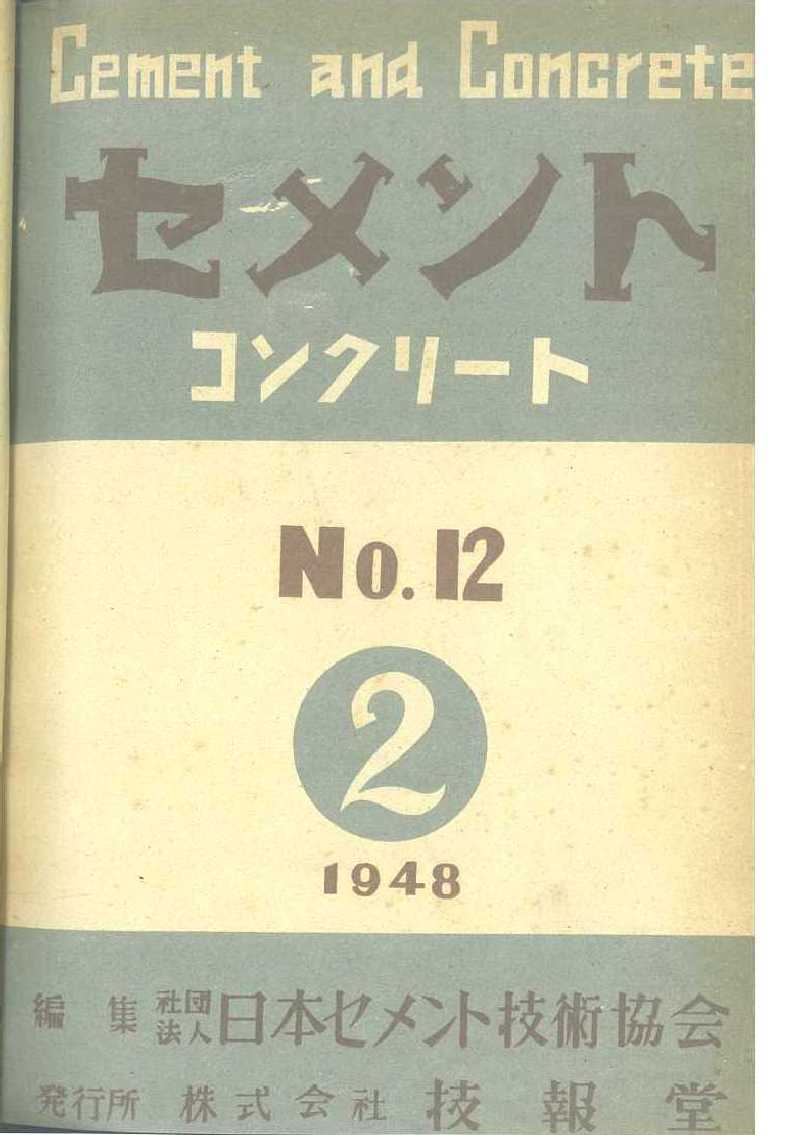 Cement and Concrete
セメント
コンクリート
No.12
2
1948
編集 社団法人 日本セメント技術協会
発行所 株式会社 技報堂